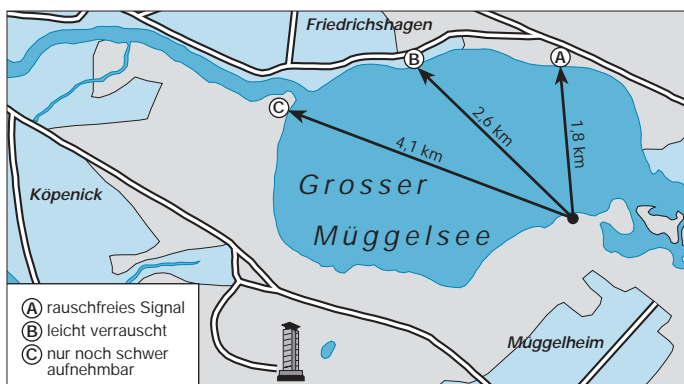 Friedrichshagen
B
A
C
4,1 km
2,6 km
1,8 km
Köpenick
Grosser
Müggelsee
A rauschfreies Signal
B leicht verrauscht
C nur noch schwer
aufnehmbar
Müggelheim